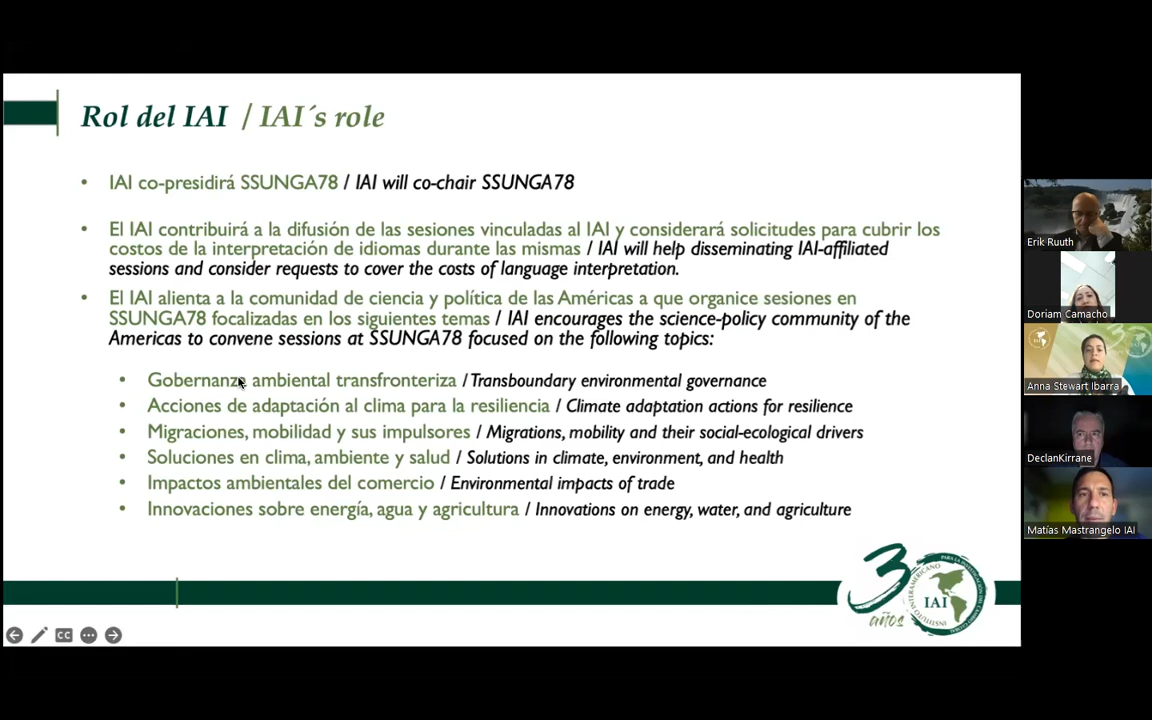 Rol del IAI / IAI´s role
• IAI co-presidirá SSUNGA78 / IAI will co-chair SSUNGA78
• El IAI contribuirá a la difusión de las sesiones vinculadas al IAI y considerará solicitudes para cubrir los
costos de la interpretación de idiomas durante las mismas / IAI will help disseminating IAI-affiliated
sessions and consider requests to cover the costs of language interpretation.
• El IAI alienta a la comunidad de ciencia y política de las Américas a que organice sesiones en
SSUNGA78 focalizadas en los siguientes temas / IAI encourages the science-policy community of the
Americas to convene sessions at SSUNGA78 focused on the following topics:
• Gobernanza ambiental transfronteriza / Transboundary environmental governance
• Acciones de adaptación al clima para la resiliencia / Climate adaptation actions for resilience
• Migraciones, mobilidad y sus impulsores / Migrations, mobility and their social-ecological drivers
• Soluciones en clima, ambiente y salud / Solutions in climate, environment, and health
• Impactos ambientales del comercio / Environmental impacts of trade
• Innovaciones sobre energía, agua y agricultura / Innovations on energy, water, and agriculture
30
años
IAI
CC
Erik Ruuth
Doriam Camacho
Anna Stewart Ibarra
DeclanKirrane
Matías Mastrangelo IAI